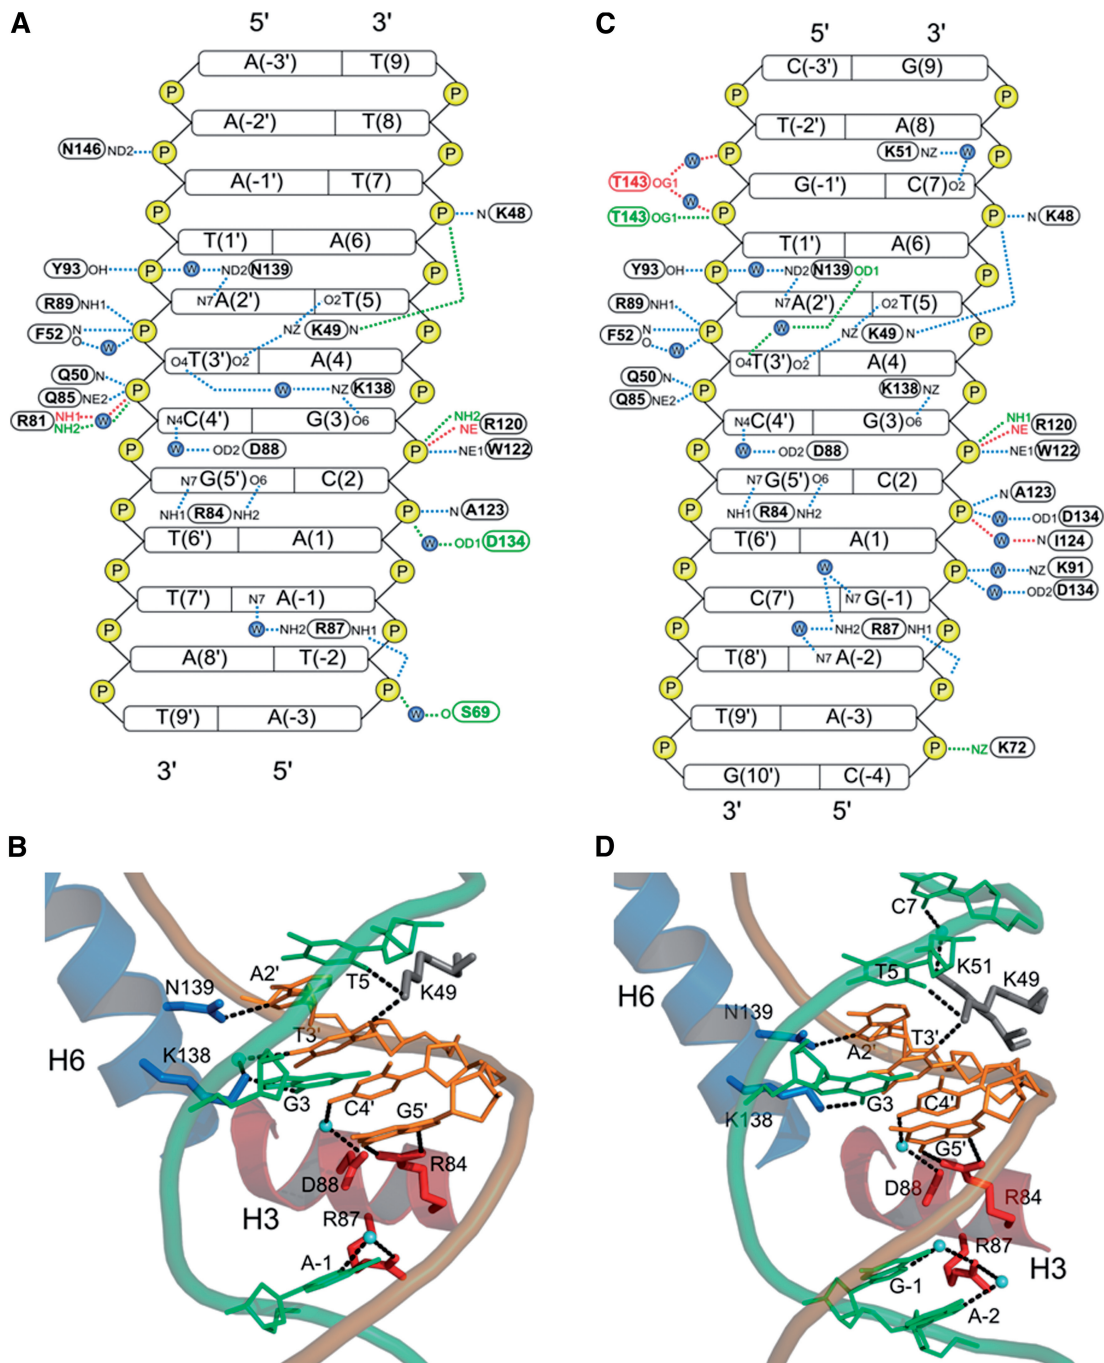 A
5' 3'
A(-3') T(9)
P P
A(-2') T(8)
N146 ND2 P P
A(-1') T(7)
P P N K48
T(1') A(6)
Y93 OH P W ND2 N139 P
N7 A(2') O2 T(5)
R89 NH1
F52 N O W P NZ K49 N P
O4 T(3') O2 A(4)
Q50 N
Q85 NE2 P W NZ K138 P
R81 NH1 NH2 W
N4 C(4') G(3) O6
NH2
NE R120
P W OD2 D88 P NE1 W122
N7 G(5') O6 C(2)
P NH1 R84 NH2 P N A123
T(6') A(1) W OD1 D134
P P
T(7') N7 A(-1)
P W NH2 R87 NH1 P
A(8') T(-2)
P P
T(9') A(-3) W O S69
3' 5'
C
5' 3'
C(-3') G(9)
P P
T(-2') A(8)
W P K51 NZ W P
T143 OG1 G(-1') C(7) O2
W
T143 OG1 P P N K48
T(1') A(6)
Y93 OH P W ND2 N139 OD1 P
N7 A(2') O2 T(5)
R89 NH1
F52 N O W P W NZ K49 N P
O4 T(3') O2 A(4)
Q50 N
Q85 NE2 P K138 NZ P
N4 C(4') G(3) O6
NH1
NE R120
P W OD2 D88 P NE1 W122
N7 G(5') O6 C(2)
N A123
P NH1 R84 NH2 P W OD1 D134
T(6') A(1) W N I124
P W P W NZ K91
C(7') N7 G(-1) W OD2 D134
P W NH2 R87 NH1 P
T(8') N7 A(-2)
P P
T(9') A(-3)
P P NZ K72
G(10') C(-4)
3' 5'
B
N139
A2'
T5
K49
H6
T3'
K138
G3
C4'
G5'
R84
D88
H3
R87
A-1
D
C7
T5
K51
K49
H6
N139
A2'
T3'
K138
G3
C4'
G5'
D88
R84
R87
H3
G-1
A-2